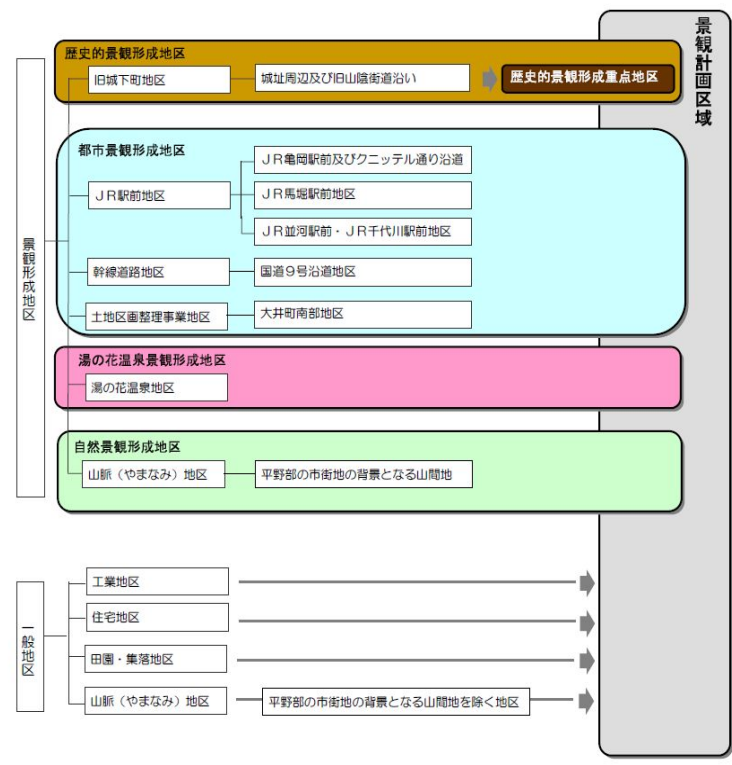 景観計画区域
景観形成地区
歴史的景観形成地区
旧城下町地区
城址周辺及び旧山陰街道沿い
歴史的景観形成重点地区
都市景観形成地区
ＪＲ駅前地区
ＪＲ亀岡駅前及びクニッテル通り沿道
ＪＲ馬堀駅前地区
ＪＲ並河駅前・ＪＲ千代川駅前地区
幹線道路地区
国道９号沿道地区
土地区画整理事業地区
大井町南部地区
湯の花温泉景観形成地区
湯の花温泉地区
自然景観形成地区
山脈（やまなみ）地区
平野部の市街地の背景となる山間地
一般地区
工業地区
住宅地区
田園・集落地区
山脈（やまなみ）地区
平野部の市街地の背景となる山間地を除く地区